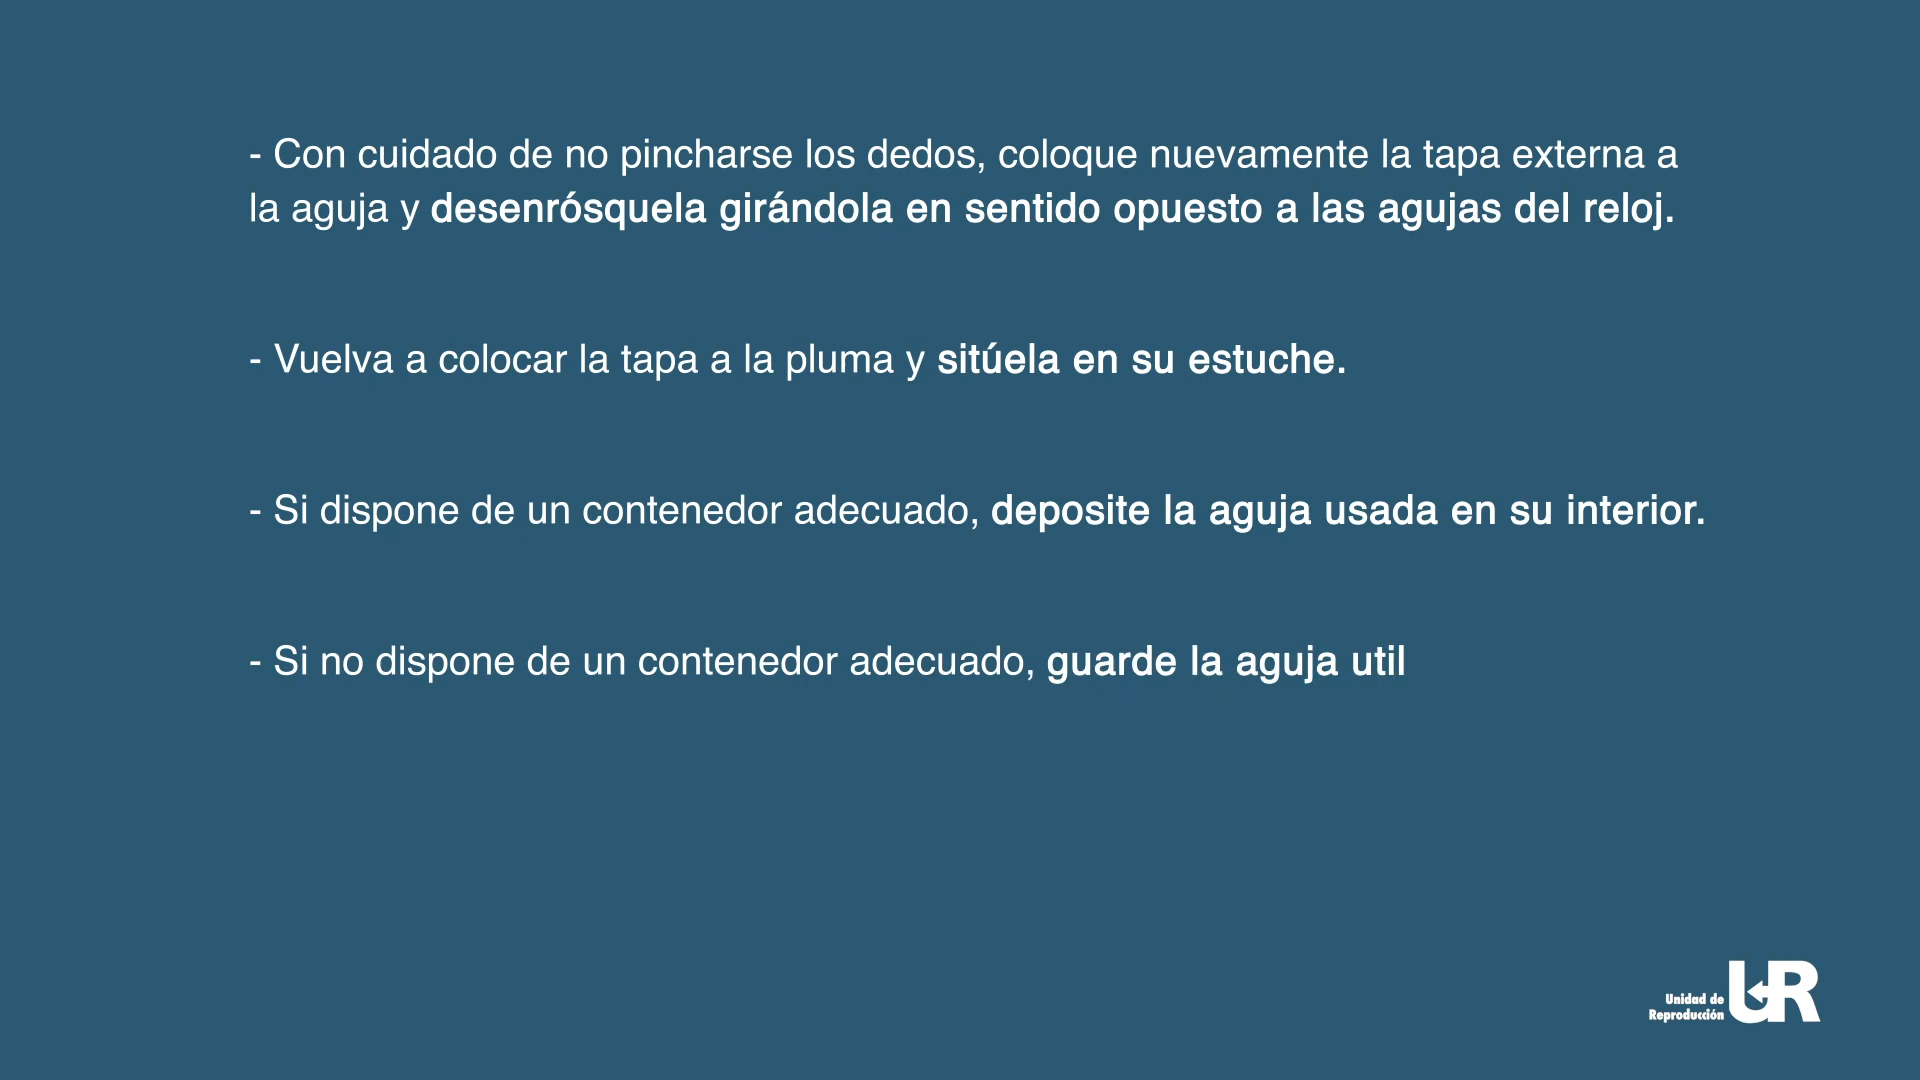 - Con cuidado de no pincharse los dedos, coloque nuevamente la tapa externa a
la aguja y desenrósquela girándola en sentido opuesto a las agujas del reloj.
- Vuelva a colocar la tapa a la pluma y sitúela en su estuche.
- Si dispone de un contenedor adecuado, deposite la aguja usada en su interior.
- Si no dispone de un contenedor adecuado, guarde la aguja util
Unidad de
Reproducción
UR